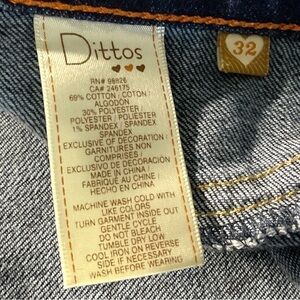 Dittos
32
RN# 98826
CA# 246175
69% COTTON / COTON /
ALGODON
30% POLYESTER /
POLYESTER / POLIESTER
1% SPANDEX / SPANDEX
SPANDEX
EXCLUSIVE OF DECORATION /
GARNITURES NON
COMPRISES /
EXCLUSIVO DE DECORACION
MADE IN CHINA /
FABRIQUE AU CHINE /
HECHO EN CHINA
MACHINE WASH COLD WITH
LIKE COLORS
TURN GARMENT INSIDE OUT
GENTLE CYCLE
DO NOT BLEACH
TUMBLE DRY LOW
COOL IRON ON REVERSE
SIDE IF NECESSARY
WASH BEFORE WEARING